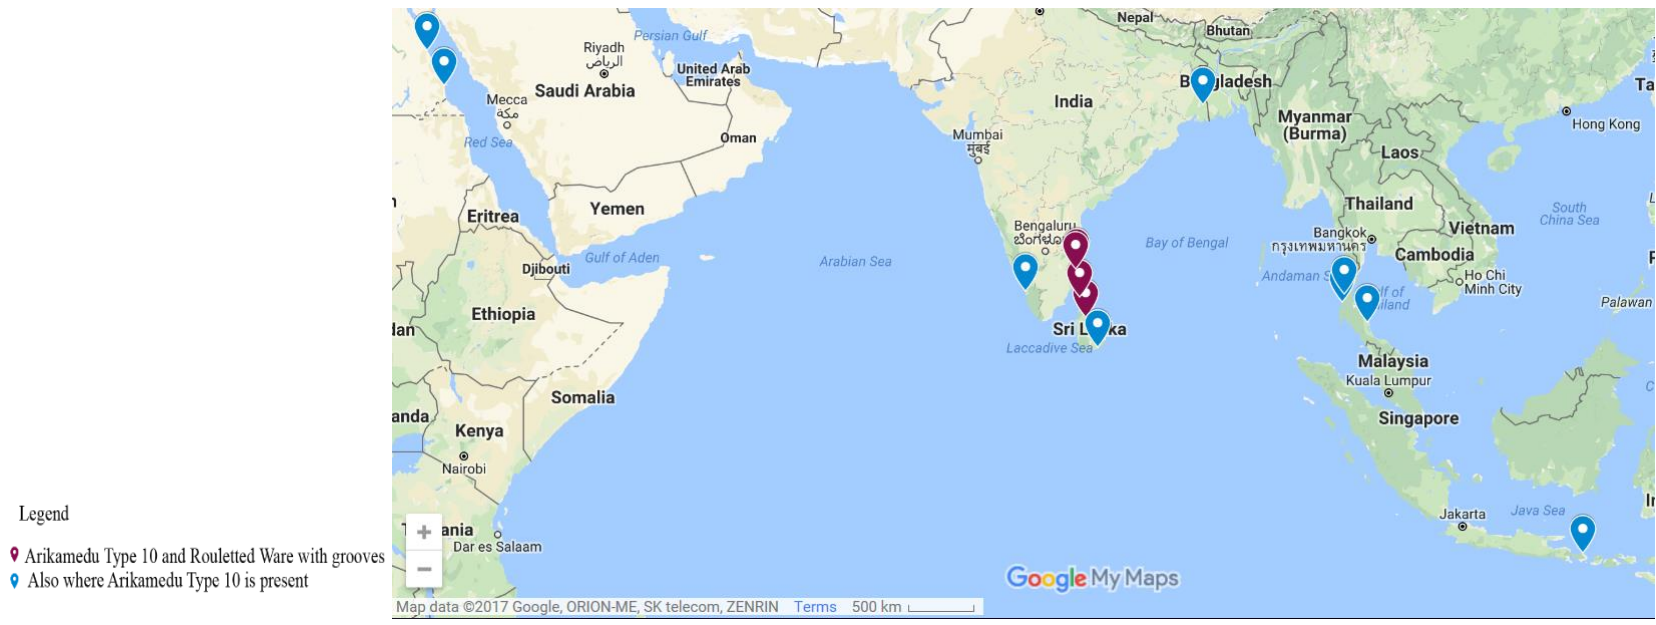 Nepal
Bhutan
Persian Gulf
Riyadh
الرياض
United Arab
Emirates
Saudi Arabia
Mecca
مكة
Oman
Red Sea
India
Mumbai
मुंबई
Myanmar
(Burma)
Hong Kong
Laos
Eritrea
Yemen
Thailand
South
China Sea
Bengaluru
Vietnam
Bangkok
กรุงเทพมหานคร
Bay of Bengal
Cambodia
Gulf of Aden
Djibouti
Arabian Sea
Andaman
Ho Chi
Minh City
Palawan
Ethiopia
Sri
Laccadive Sea
Malaysia
Kuala Lumpur
Singapore
Somalia
anda
Kenya
Nairobi
Legend
Jakarta
Java Sea
ania
Dar es Salaam
Arikamedu Type 10 and Rouletted Ware with grooves
Also where Arikamedu Type 10 is present
Google My Maps
Map data ©2017 Google, ORION-ME, SK telecom, ZENRIN Terms 500 km